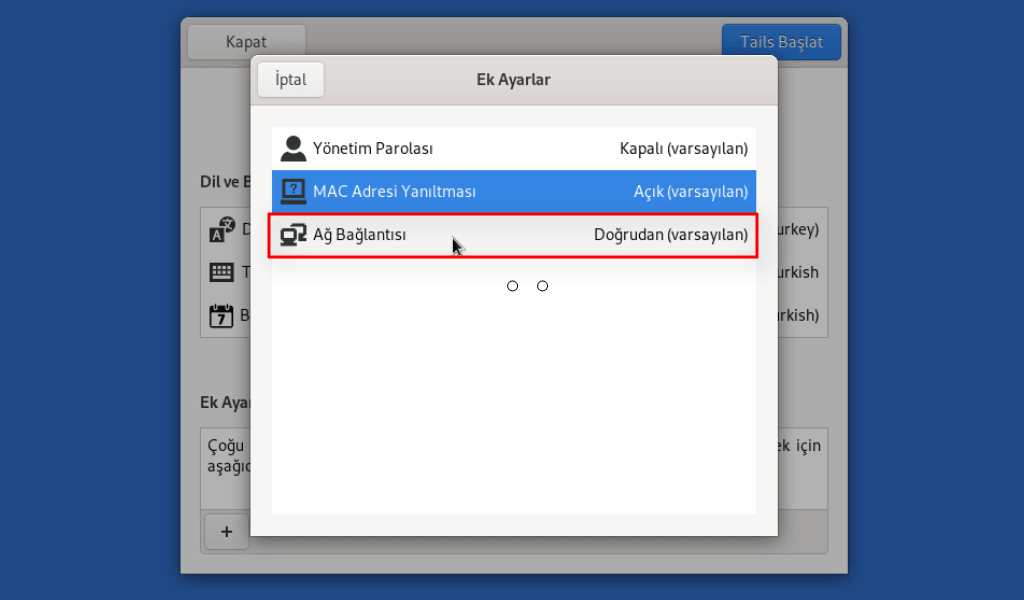 Kapat
Tails Başlat
İptal
Ek Ayarlar
Yönetim Parolası Kapalı (varsayılan)
MAC Adresi Yanıltması Açık (varsayılan)
Dil ve B
Ağ Bağlantısı Doğrudan (varsayılan)
D urkey)
T urkish
B urkish)
Ek Ayar
Çoğu ek için
aşağıd